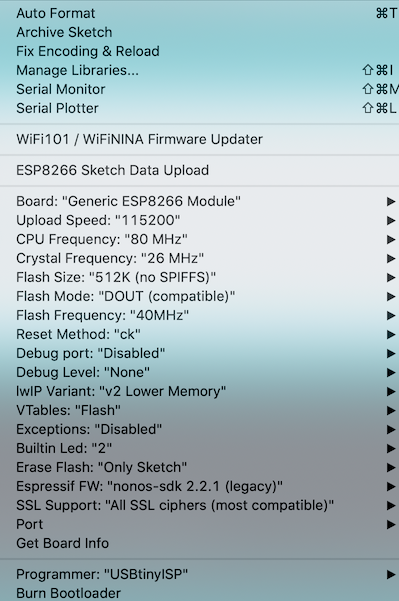 Auto Format ⌘T
Archive Sketch
Fix Encoding & Reload
Manage Libraries... ⇧⌘I
Serial Monitor ⇧⌘M
Serial Plotter ⇧⌘L
WiFi101 / WiFiNINA Firmware Updater
ESP8266 Sketch Data Upload
Board: "Generic ESP8266 Module"
Upload Speed: "115200"
CPU Frequency: "80 MHz"
Crystal Frequency: "26 MHz"
Flash Size: "512K (no SPIFFS)"
Flash Mode: "DOUT (compatible)"
Flash Frequency: "40MHz"
Reset Method: "ck"
Debug port: "Disabled"
Debug Level: "None"
lwIP Variant: "v2 Lower Memory"
VTables: "Flash"
Exceptions: "Disabled"
Builtin Led: "2"
Erase Flash: "Only Sketch"
Espressif FW: "nonos-sdk 2.2.1 (legacy)"
SSL Support: "All SSL ciphers (most compatible)"
Port
Get Board Info
Programmer: "USBtinyISP"
Burn Bootloader